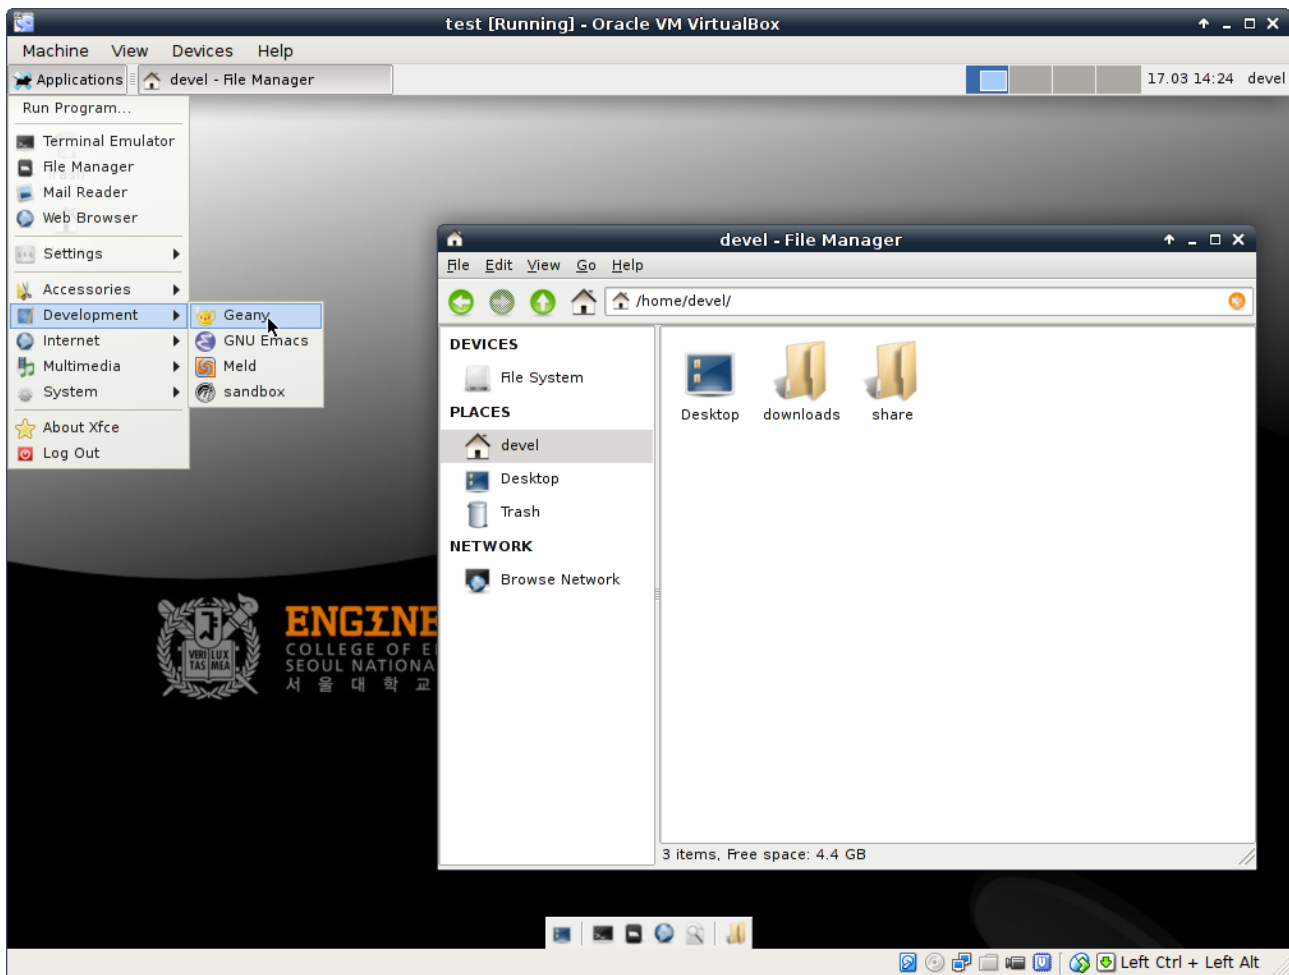 test [Running] - Oracle VM VirtualBox
Machine View Devices Help
Applications devel - File Manager 17.03 14:24 devel
Run Program...
Terminal Emulator
File Manager
Mail Reader
Web Browser
Settings
Accessories
Development
Internet
Multimedia
System
About Xfce
Log Out
Geany
GNU Emacs
Meld
sandbox
devel - File Manager
File Edit View Go Help
/home/devel/
DEVICES
File System
PLACES
devel
Desktop
Trash
NETWORK
Browse Network
Desktop downloads share
3 items, Free space: 4.4 GB
VERI LUX
TAS MEA
ENGINE
COLLEGE OF E
SEOUL NATIONA
서울대학교
Left Ctrl + Left Alt